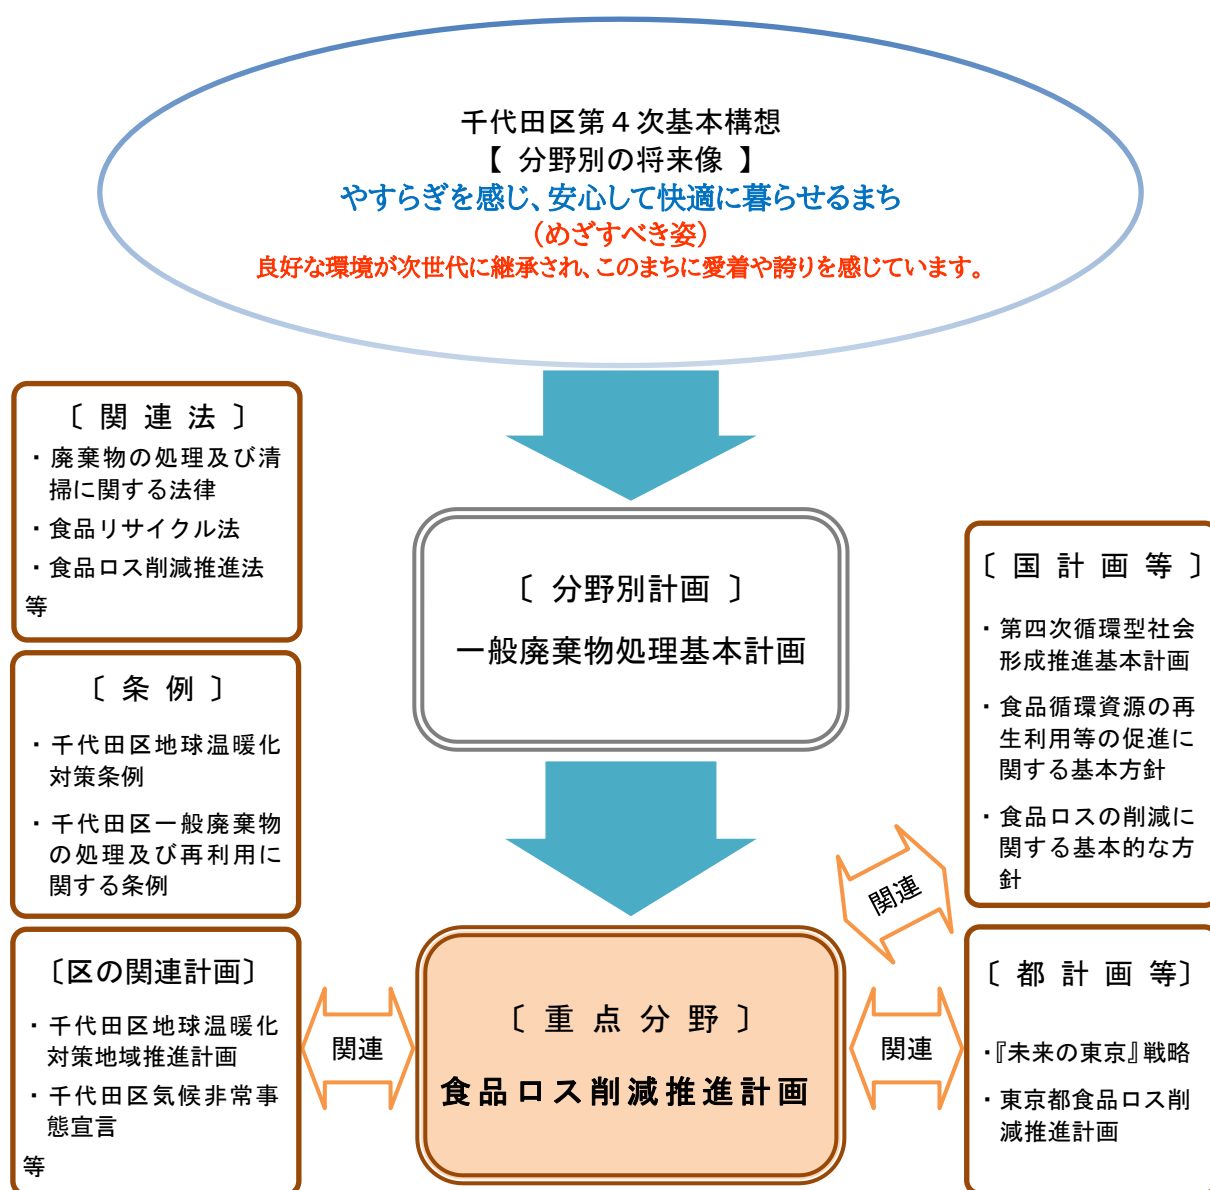 千代田区第４次基本構想
【 分野別の将来像 】
やすらぎを感じ、安心して快適に暮らせるまち
（めざすべき姿）
良好な環境が次世代に継承され、このまちに愛着や誇りを感じています。
〔 関 連 法 〕
・廃棄物の処理及び清
掃に関する法律
・食品リサイクル法
・食品ロス削減推進法
等
〔 条 例 〕
・千代田区地球温暖化
対策条例
・千代田区一般廃棄物
の処理及び再利用に
関する条例
〔区の関連計画〕
・千代田区地球温暖化
対策地域推進計画
・千代田区気候非常事
態宣言
等
〔 分野別計画 〕
一般廃棄物処理基本計画
関連
〔 重 点 分 野 〕
食品ロス削減推進計画
関連
関連
〔 国 計 画 等 〕
・第四次循環型社会
形成推進基本計画
・食品循環資源の再
生利用等の促進に
関する基本方針
・食品ロスの削減に
関する基本的な方
針
〔 都 計 画 等〕
・『未来の東京』戦略
・東京都食品ロス削
減推進計画